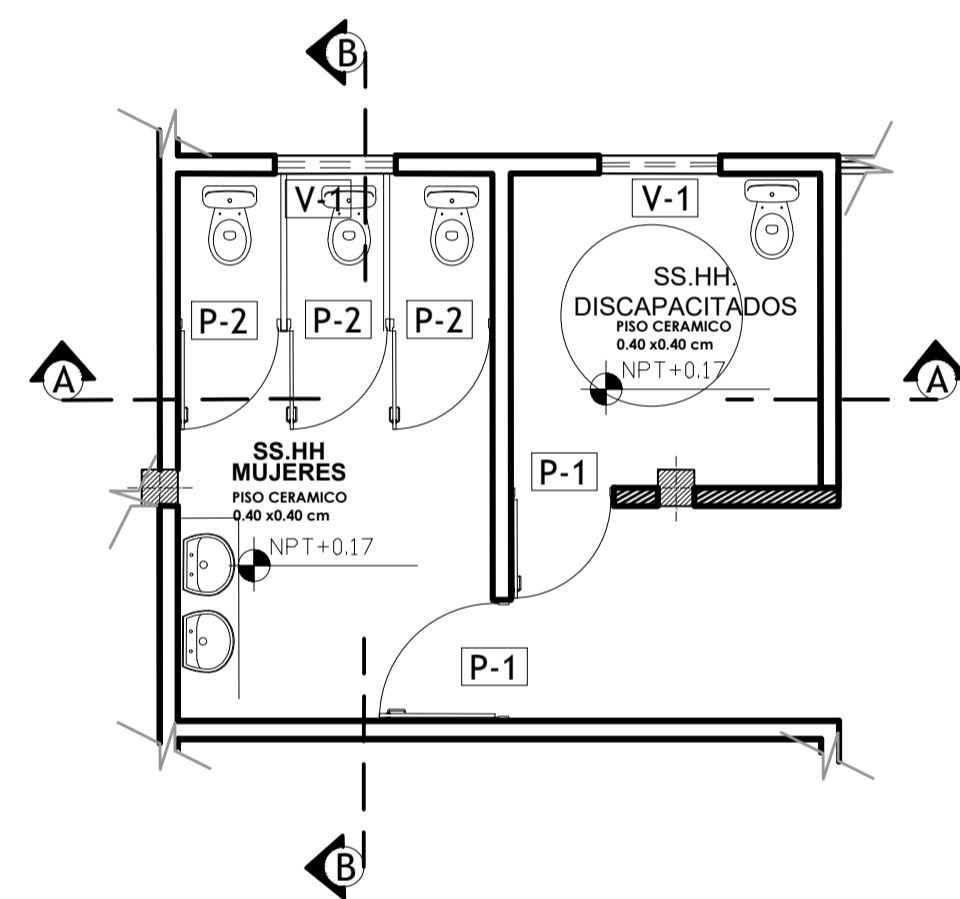 B
V-1
V-1
SS.HH.
DISCAPACITADOS
PISO CERAMICO
0.40 x0.40 cm
NPT+0.17
P-2
P-2
P-2
A
A
SS.HH
MUJERES
PISO CERAMICO
0.40 x0.40 cm
NPT+0.17
P-1
P-1
B